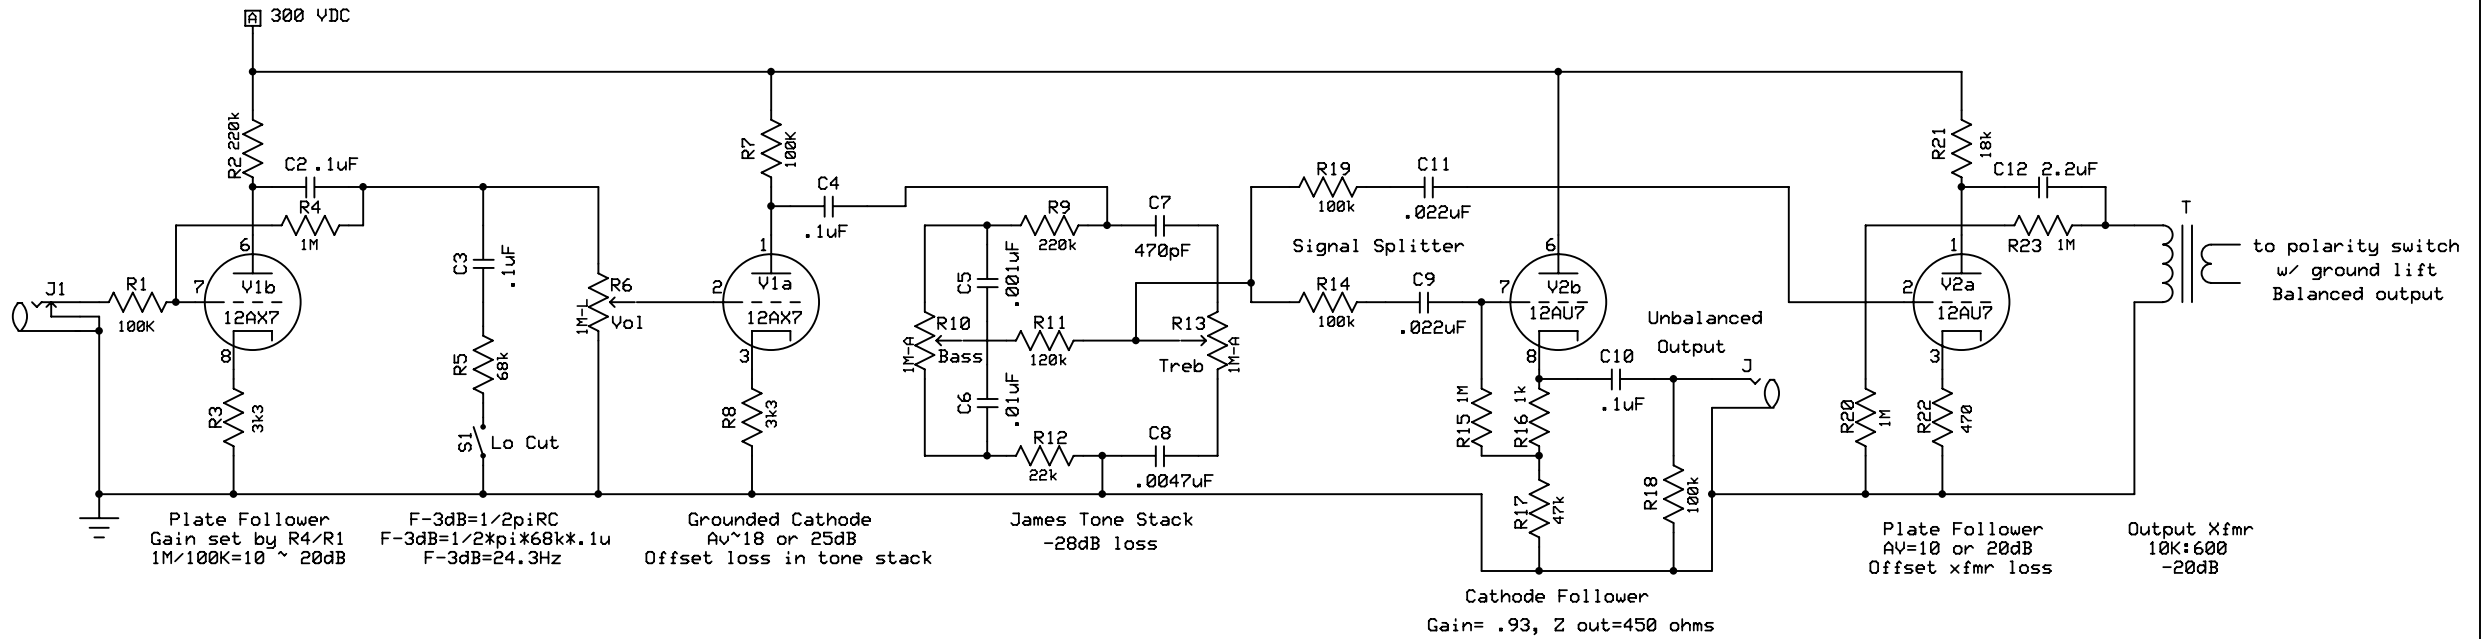 A 300 VDC
R2 220k
C2 .1uF
R4
1M
6
7
V1b
12AX7
8
J1
R1
100K
R3
3k3
C3
.1uF
R5
68k
S1
Lo Cut
R6
1M-L
Vol
R7
100K
C4
.1uF
1
2
V1a
12AX7
3
R8
3k3
R9
220k
C7
470pF
C5
.001uF
R10
1M-A
Bass
R11
120k
R13
1M-A
Treb
C6
.01uF
R12
22k
C8
.0047uF
R19
100k
C11
.022uF
Signal Splitter
R14
100k
C9
.022uF
6
7
V2b
12AU7
8
Unbalanced
Output
J
C10
.1uF
R15 1M
R16 1k
R17
47k
R18
100k
R21
18k
C12 2.2uF
R23 1M
1
2
V2a
12AU7
3
R20
1M
R22
470
T
to polarity switch
w/ ground lift
Balanced output
Plate Follower
Gain set by R4/R1
1M/100K=10 ~ 20dB
F-3dB=1/2piRC
F-3dB=1/2*pi*68k*.1u
F-3dB=24.3Hz
Grounded Cathode
Av~18 or 25dB
Offset loss in tone stack
James Tone Stack
-28dB loss
Cathode Follower
Gain= .93, Z out=450 ohms
Plate Follower
AV=10 or 20dB
Offset xfmr loss
Output Xfmr
10K:600
-20dB